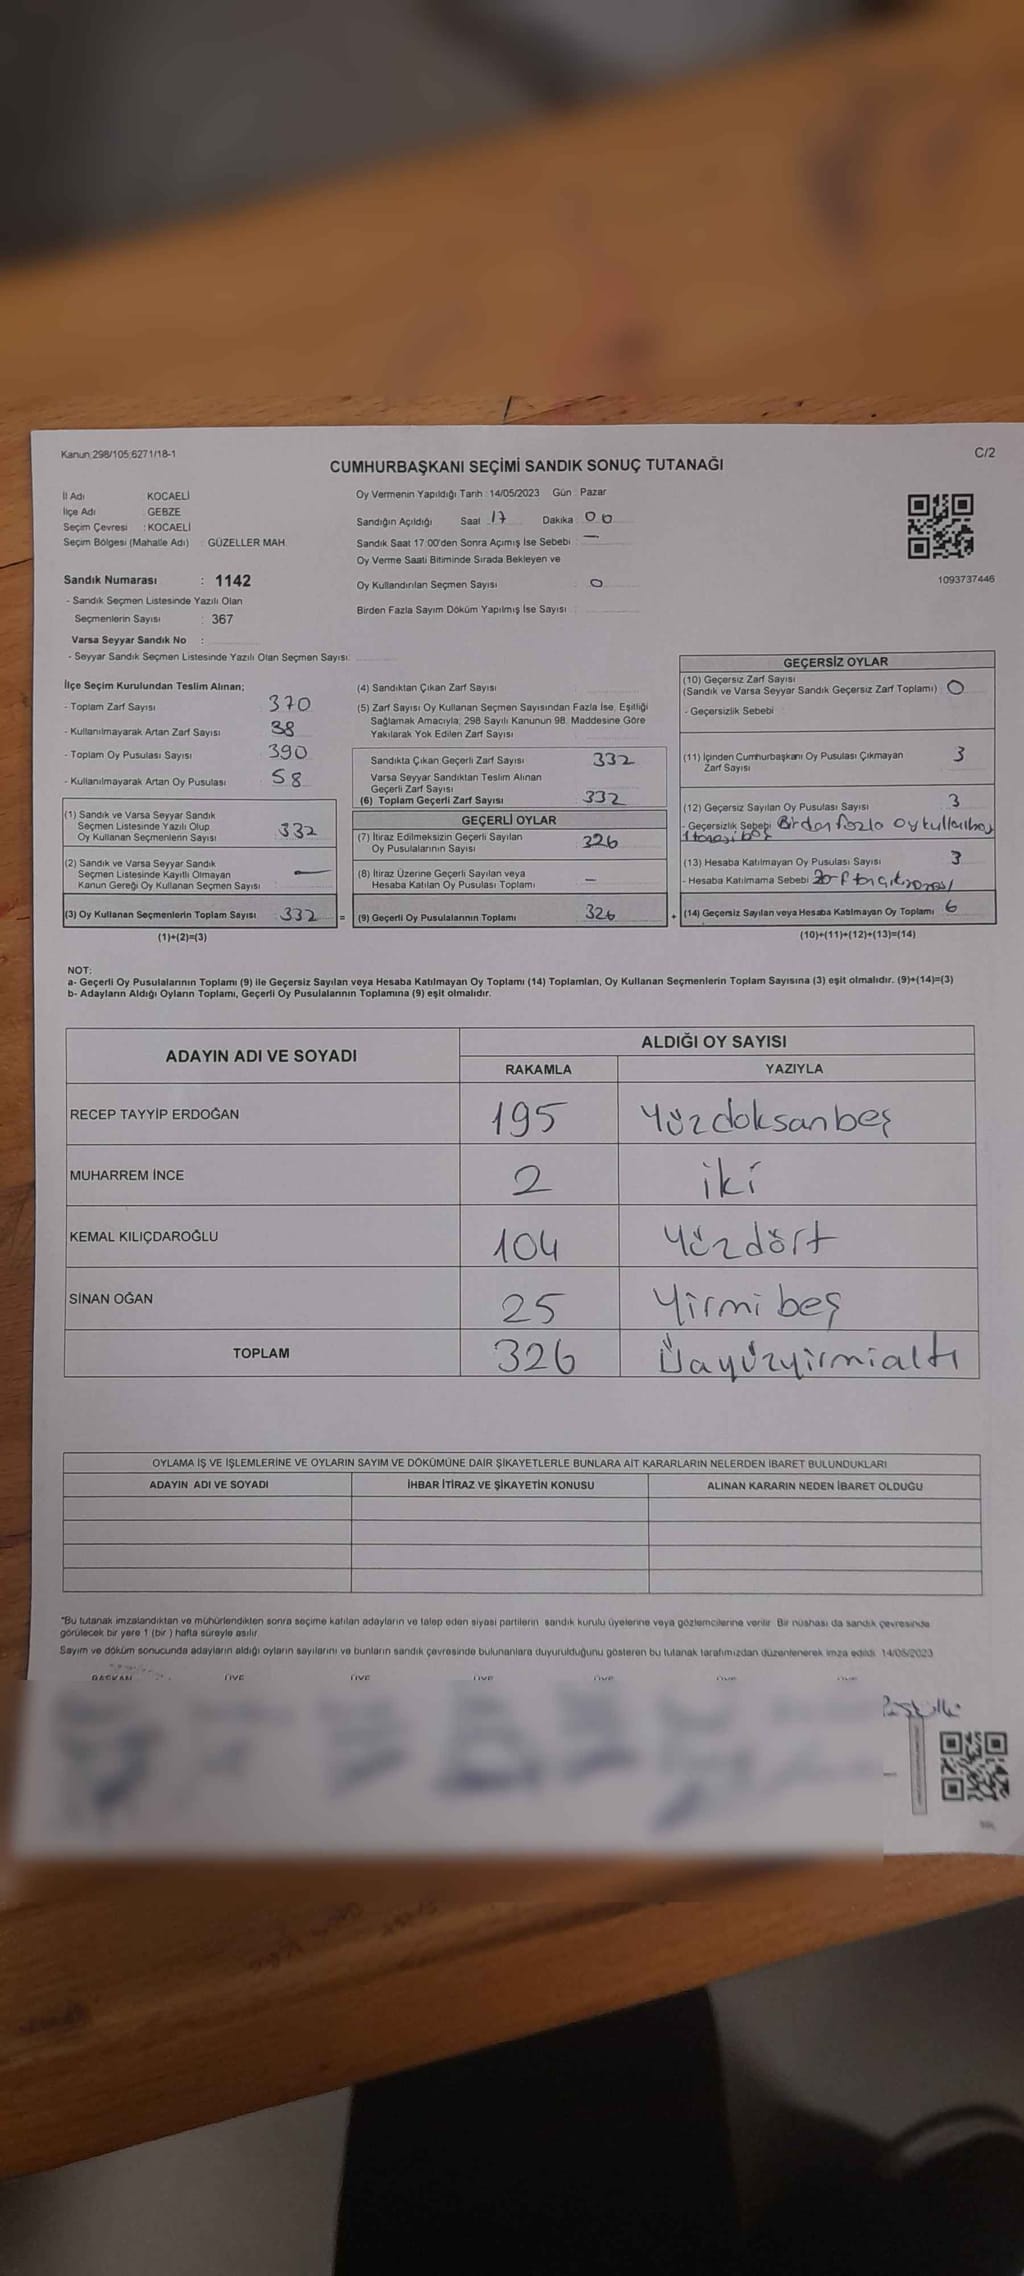 Kanun 298/105;6271/18-1
C/2
CUMHURBAŞKANI SEÇİMİ SANDIK SONUÇ TUTANAĞI
İl Adı KOCAELİ
İlçe Adı GEBZE
Seçim Çevresi : KOCAELİ
Seçim Bölgesi (Mahalle Adı) GÜZELLER MAH.
Sandık Numarası : 1142
- Sandık Seçmen Listesinde Yazılı Olan
Seçmenlerin Sayısı : 367
Varsa Seyyar Sandık No :
- Seyyar Sandık Seçmen Listesinde Yazılı Olan Seçmen Sayısı:
Oy Vermenin Yapıldığı Tarih : 14/05/2023 Gün : Pazar
Sandığın Açıldığı Saat 17 Dakika 00
Sandık Saat 17:00'den Sonra Açımış İse Sebebi : —
Oy Verme Saati Bitiminde Sırada Bekleyen ve
Oy Kullandırılan Seçmen Sayısı 0
Birden Fazla Sayım Döküm Yapılmış İse Sayısı :
1093737446
İlçe Seçim Kurulundan Teslim Alınan;
- Toplam Zarf Sayısı 370
- Kullanılmayarak Artan Zarf Sayısı 38
- Toplam Oy Pusulası Sayısı 390
- Kullanılmayarak Artan Oy Pusulası 58
(1) Sandık ve Varsa Seyyar Sandık
Seçmen Listesinde Yazılı Olup
Oy Kullanan Seçmenlerin Sayısı 332
(2) Sandık ve Varsa Seyyar Sandık
Seçmen Listesinde Kayıtlı Olmayan
Kanun Gereği Oy Kullanan Seçmen Sayısı —
(3) Oy Kullanan Seçmenlerin Toplam Sayısı 332 =
(1)+(2)=(3)
(4) Sandıktan Çıkan Zarf Sayısı
(5) Zarf Sayısı Oy Kullanan Seçmen Sayısından Fazla İse, Eşitliği
Sağlamak Amacıyla; 298 Sayılı Kanunun 98. Maddesine Göre
Yakılarak Yok Edilen Zarf Sayısı
Sandıkta Çıkan Geçerli Zarf Sayısı 332
Varsa Seyyar Sandıktan Teslim Alınan
Geçerli Zarf Sayısı
(6) Toplam Geçerli Zarf Sayısı 332
GEÇERLİ OYLAR
(7) İtiraz Edilmeksizin Geçerli Sayılan
Oy Pusulalarının Sayısı 326
(8) İtiraz Üzerine Geçerli Sayılan veya
Hesaba Katılan Oy Pusulası Toplamı —
(9) Geçerli Oy Pusulalarının Toplamı 326 +
GEÇERSİZ OYLAR
(10) Geçersiz Zarf Sayısı
(Sandık ve Varsa Seyyar Sandık Geçersiz Zarf Toplamı) 0
- Geçersizlik Sebebi
(11) İçinden Cumhurbaşkanı Oy Pusulası Çıkmayan
Zarf Sayısı 3
(12) Geçersiz Sayılan Oy Pusulası Sayısı 3
- Geçersizlik Sebebi Birden fazla oy kullanılmış
1 tanesi boş
(13) Hesaba Katılmayan Oy Pusulası Sayısı 3
- Hesaba Katılmama Sebebi
(14) Geçersiz Sayılan veya Hesaba Katılmayan Oy Toplamı 6
(10)+(11)+(12)+(13)=(14)
NOT:
a- Geçerli Oy Pusulalarının Toplamı (9) ile Geçersiz Sayılan veya Hesaba Katılmayan Oy Toplamı (14) Toplamları, Oy Kullanan Seçmenlerin Toplam Sayısına (3) eşit olmalıdır. (9)+(14)=(3)
b- Adayların Aldığı Oyların Toplamı, Geçerli Oy Pusulalarının Toplamına (9) eşit olmalıdır.
ADAYIN ADI VE SOYADI ALDIĞI OY SAYISI
RAKAMLA YAZIYLA
RECEP TAYYİP ERDOĞAN 195 Yüzdoksanbeş
MUHARREM İNCE 2 iki
KEMAL KILIÇDAROĞLU 104 Yüzdört
SİNAN OĞAN 25 Yirmibeş
TOPLAM 326 Üçyüzyirmialtı
OYLAMA İŞ VE İŞLEMLERİNE VE OYLARIN SAYIM VE DÖKÜMÜNE DAİR ŞİKAYETLERLE BUNLARA AİT KARARLARIN NELERDEN İBARET BULUNDUKLARI
ADAYIN ADI VE SOYADI İHBAR İTİRAZ VE ŞİKAYETİN KONUSU ALINAN KARARIN NEDEN İBARET OLDUĞU
*Bu tutanak imzalandıktan ve mühürlendikten sonra seçime katılan adayların ve talep eden siyasi partilerin sandık kurulu üyelerine veya gözlemcilerine verilir. Bir nüshası da sandık çevresinde
görülecek bir yere 1 (bir ) hafta süreyle asılır.
Sayım ve döküm sonucunda adayların aldığı oyların sayılarını ve bunların sandık çevresinde bulunanlara duyurulduğunu gösteren bu tutanak tarafımızdan düzenlenerek imza edildi. 14/05/2023
BAŞKAN ÜYE ÜYE ÜYE ÜYE ÜYE ÜYE